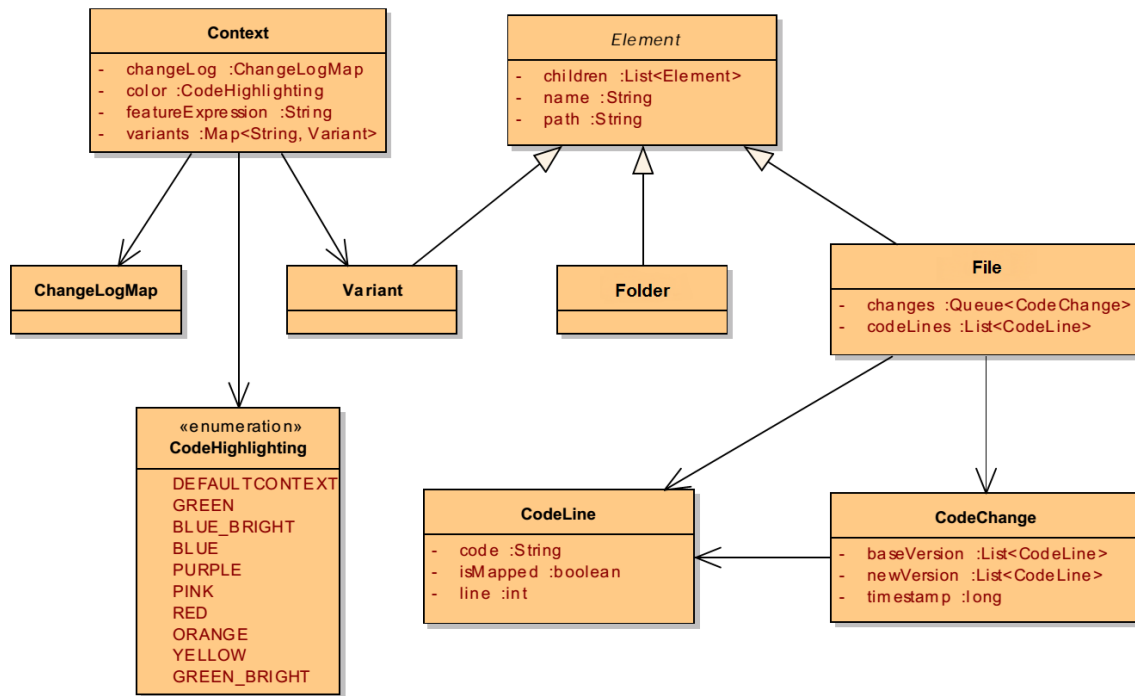 Context
- changeLog :ChangeLogMap
- color :CodeHighlighting
- featureExpression :String
- variants :Map<String, Variant>
Element
- children :List<Element>
- name :String
- path :String
ChangeLogMap
Variant
Folder
File
- changes :Queue<CodeChange>
- codeLines :List<CodeLine>
«enumeration»
CodeHighlighting
DEFAULTCONTEXT
GREEN
BLUE_BRIGHT
BLUE
PURPLE
PINK
RED
ORANGE
YELLOW
GREEN_BRIGHT
CodeLine
- code :String
- isMapped :boolean
- line :int
CodeChange
- baseVersion :List<CodeLine>
- newVersion :List<CodeLine>
- timestamp :long